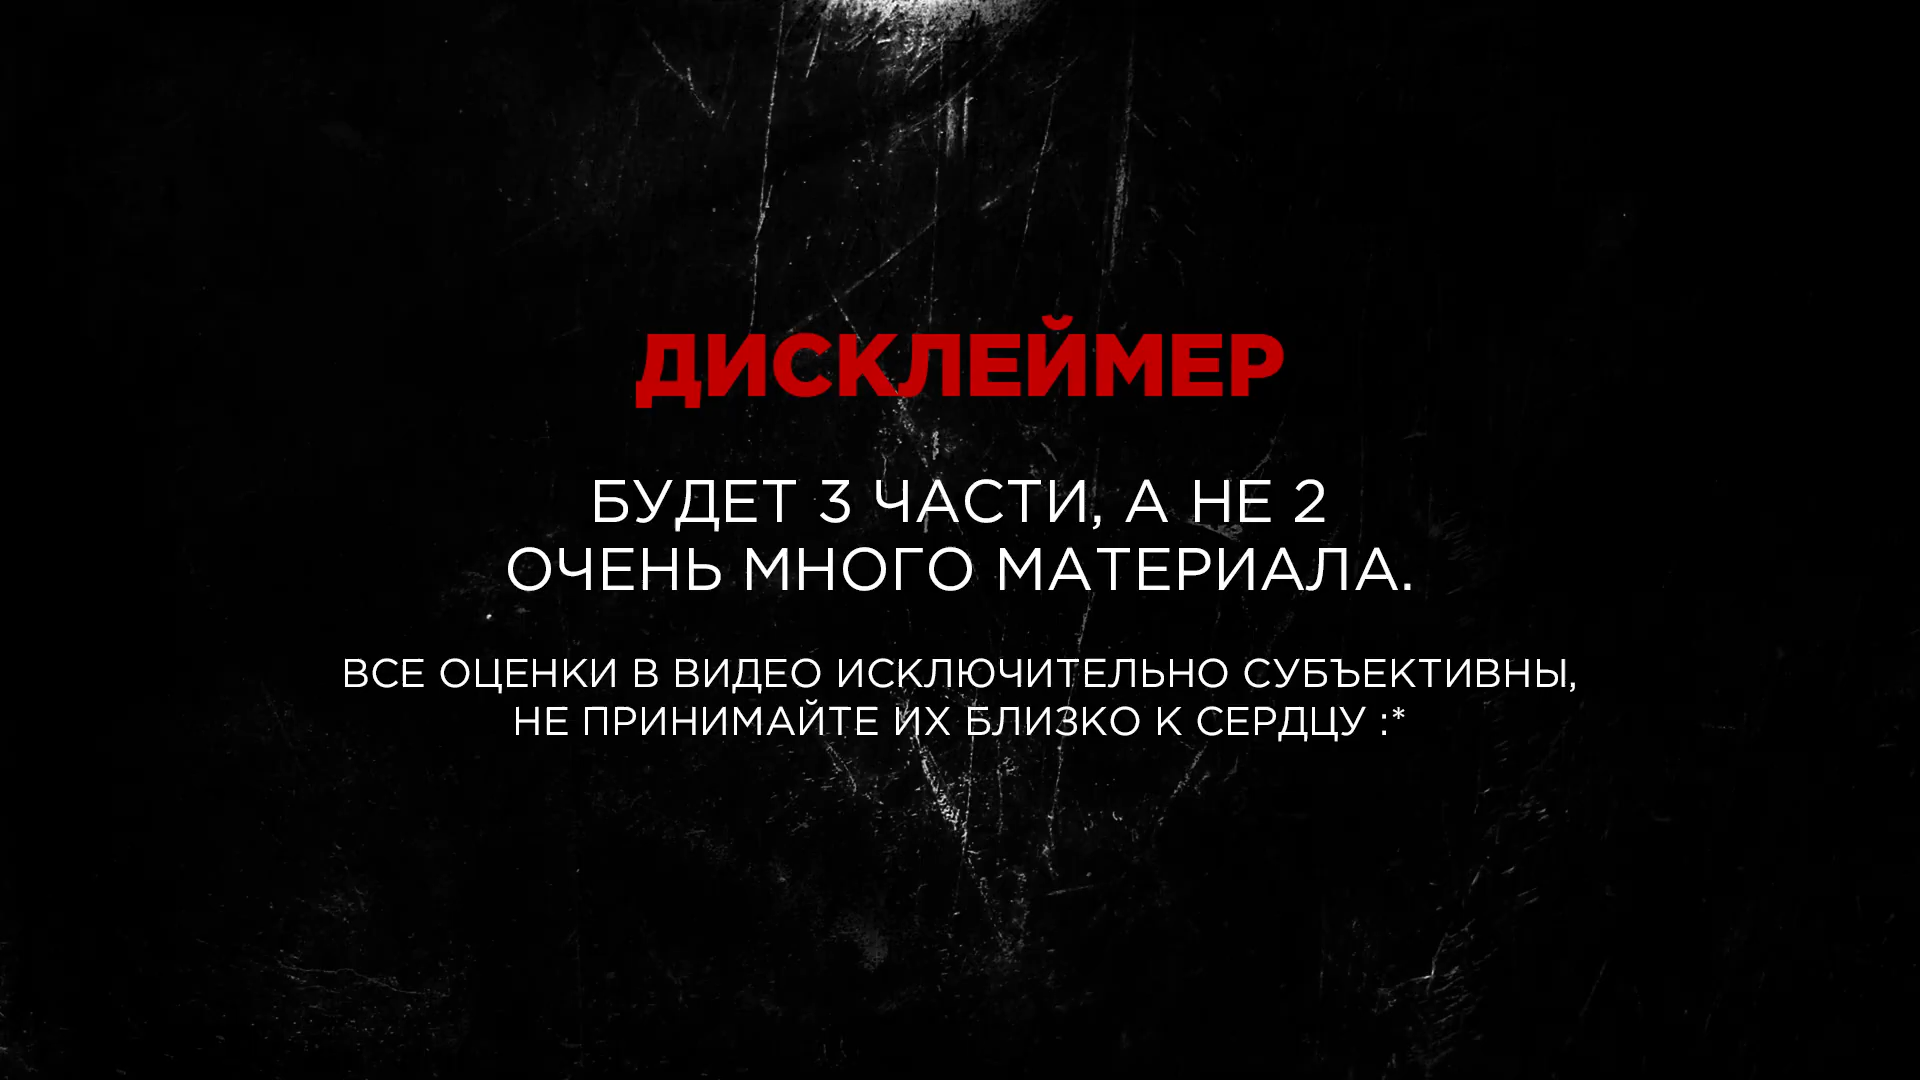 ДИСКЛЕЙМЕР
БУДЕТ 3 ЧАСТИ, А НЕ 2
ОЧЕНЬ МНОГО МАТЕРИАЛА.
ВСЕ ОЦЕНКИ В ВИДЕО ИСКЛЮЧИТЕЛЬНО СУБЪЕКТИВНЫ,
НЕ ПРИНИМАЙТЕ ИХ БЛИЗКО К СЕРДЦУ :*